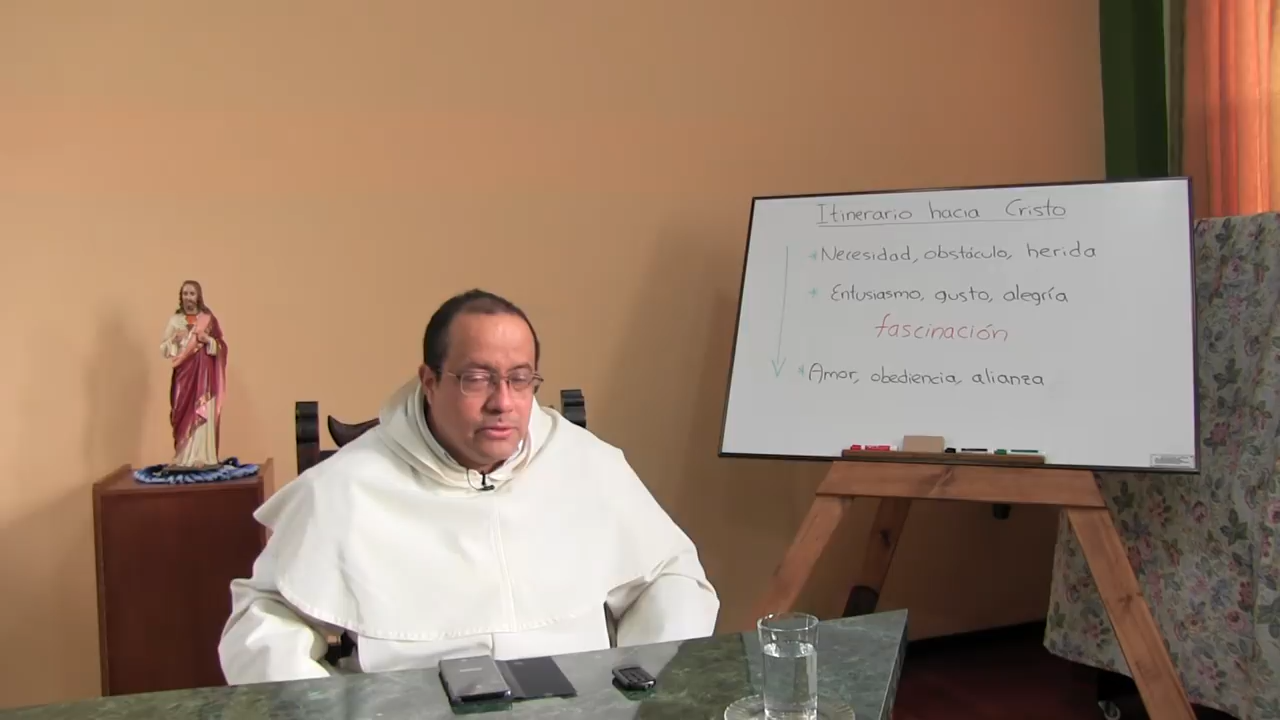 Itinerario hacia Cristo
* Necesidad, obstáculo, herida
* Entusiasmo, gusto, alegría
fascinación
* Amor, obediencia, alianza